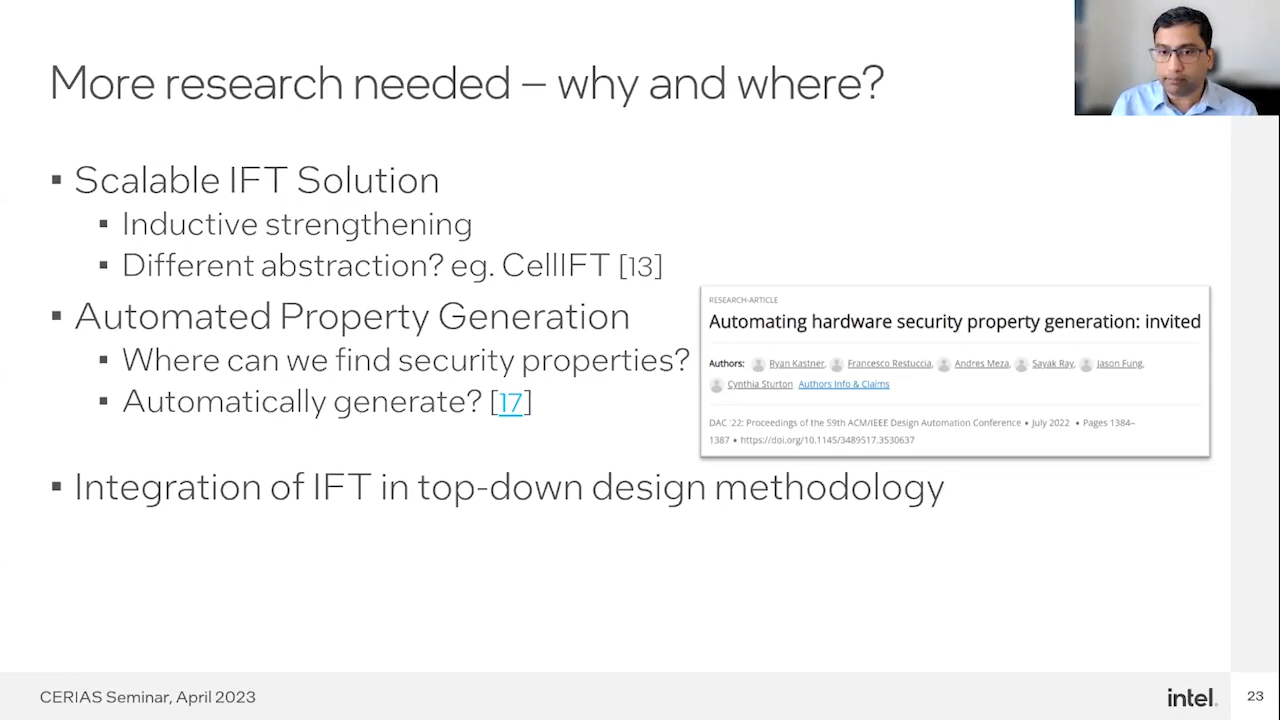 More research needed – why and where?
▪ Scalable IFT Solution
▪ Inductive strengthening
▪ Different abstraction? eg. CellIFT [13]
▪ Automated Property Generation
▪ Where can we find security properties?
▪ Automatically generate? [17]
RESEARCH-ARTICLE
Automating hardware security property generation: invited
Authors: Ryan Kastner, Francesco Restuccia, Andres Meza, Sayak Ray, Jason Fung,
Cynthia Sturton Authors Info & Claims
DAC '22: Proceedings of the 59th ACM/IEEE Design Automation Conference • July 2022 • Pages 1384–
1387 • https://doi.org/10.1145/3489517.3530637
▪ Integration of IFT in top-down design methodology
CERIAS Seminar, April 2023
intel.
23